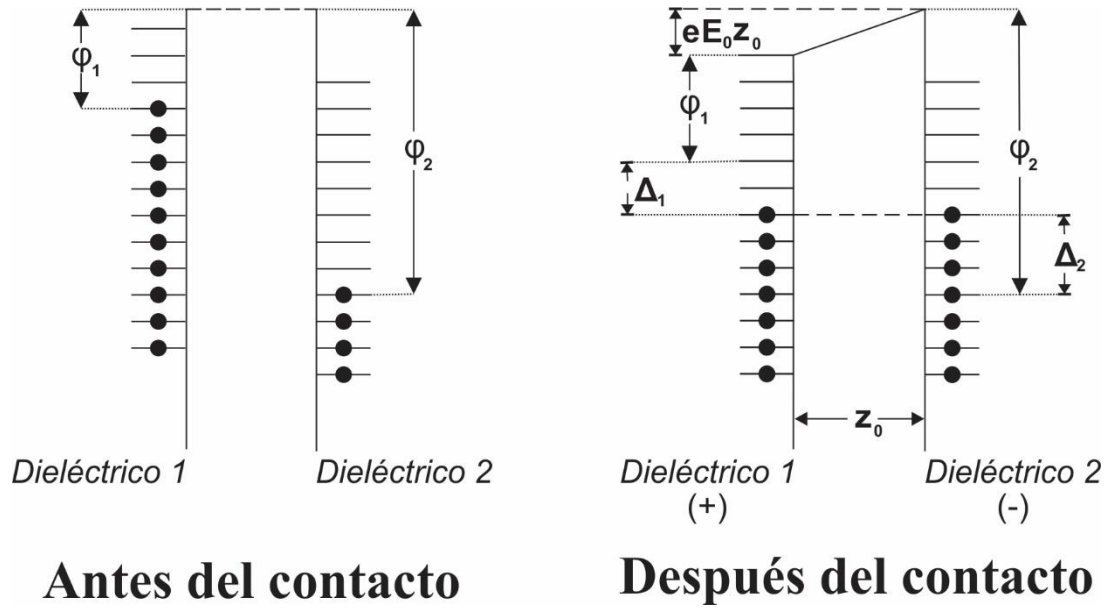 φ₁
φ₂
Dieléctrico 1
Dieléctrico 2
Antes del contacto
eE₀z₀
φ₁
Δ₁
φ₂
Δ₂
z₀
Dieléctrico 1
(+)
Dieléctrico 2
(-)
Después del contacto